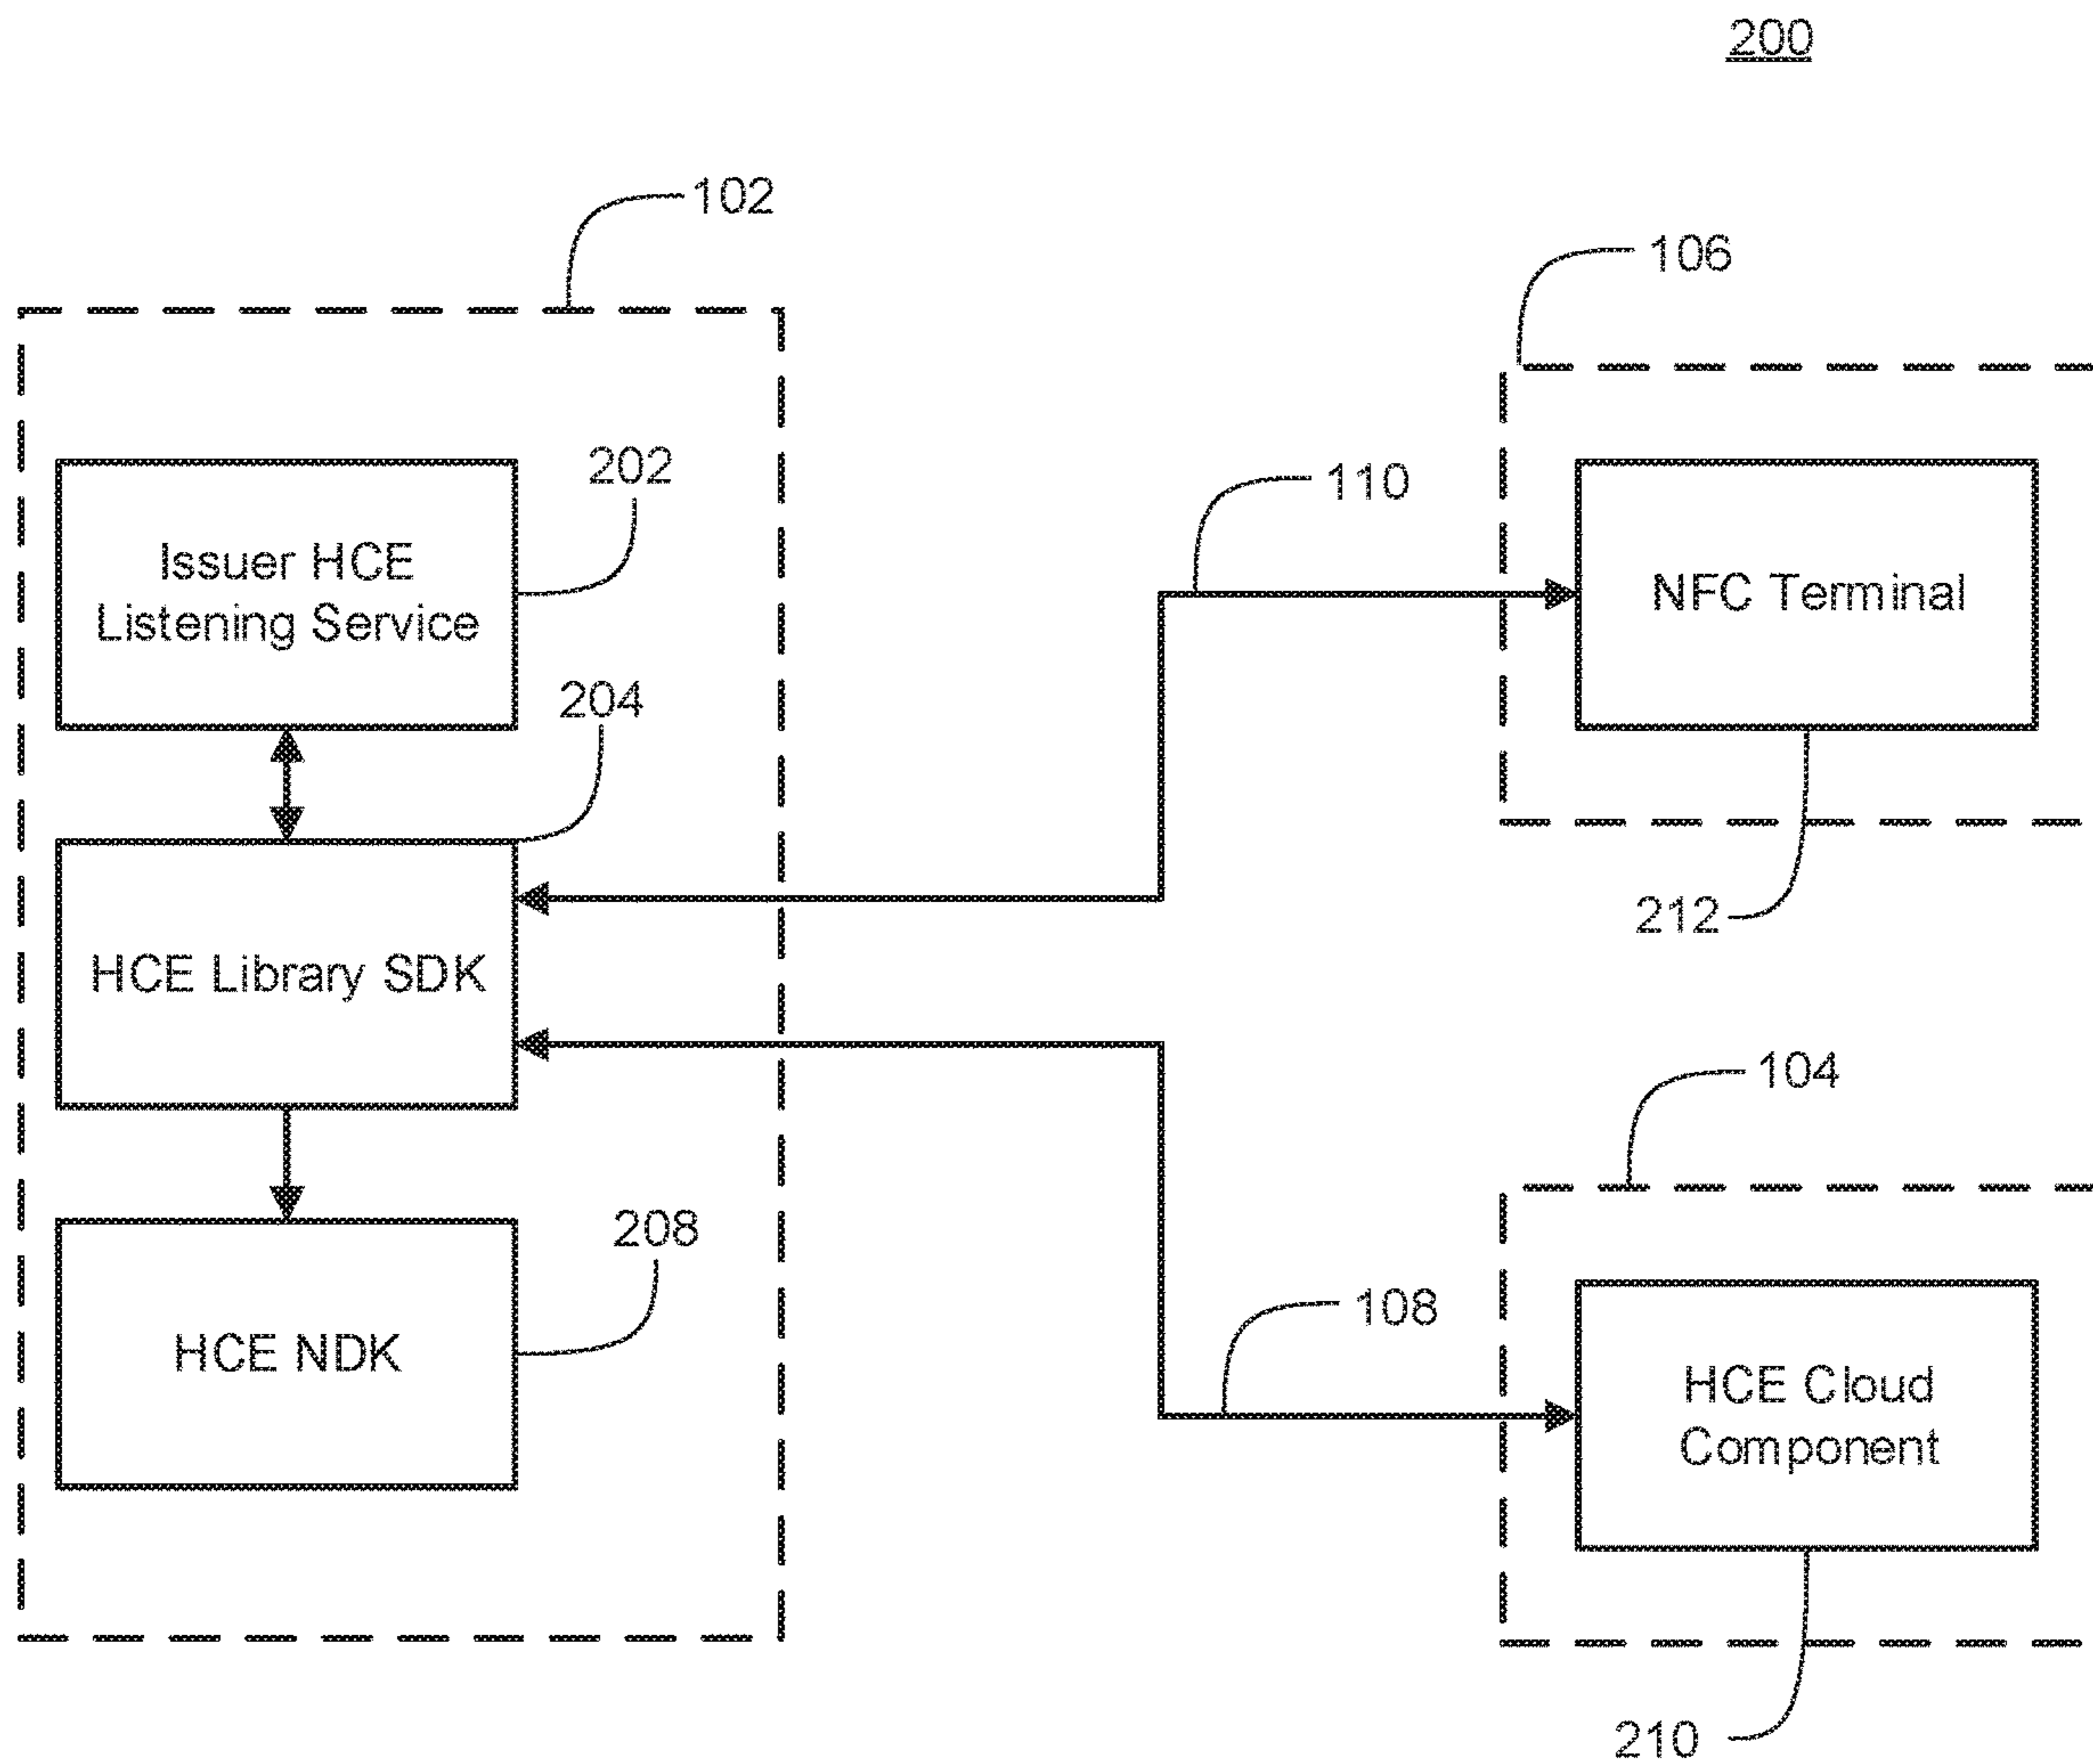 200
102
106
202
110
Issuer HCE
Listening Service
NFC Terminal
204
212
HCE Library SDK
104
208
108
HCE NDK
HCE Cloud
Component
210